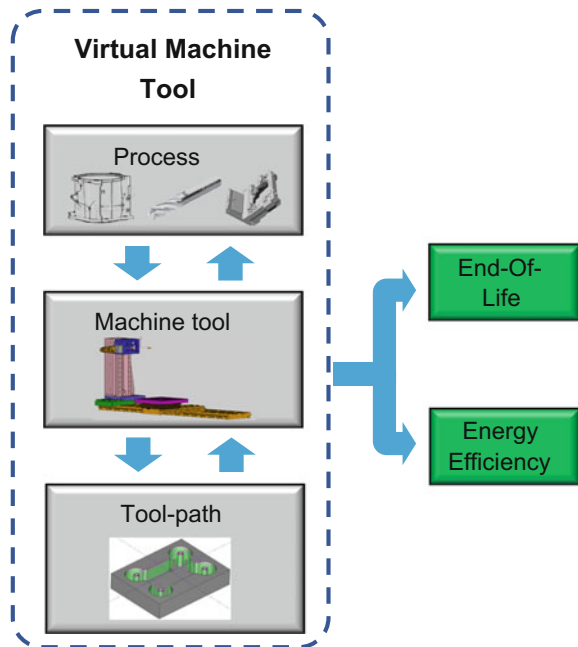 Virtual Machine
Tool
Process
Machine tool
Tool-path
End-Of-
Life
Energy
Efficiency